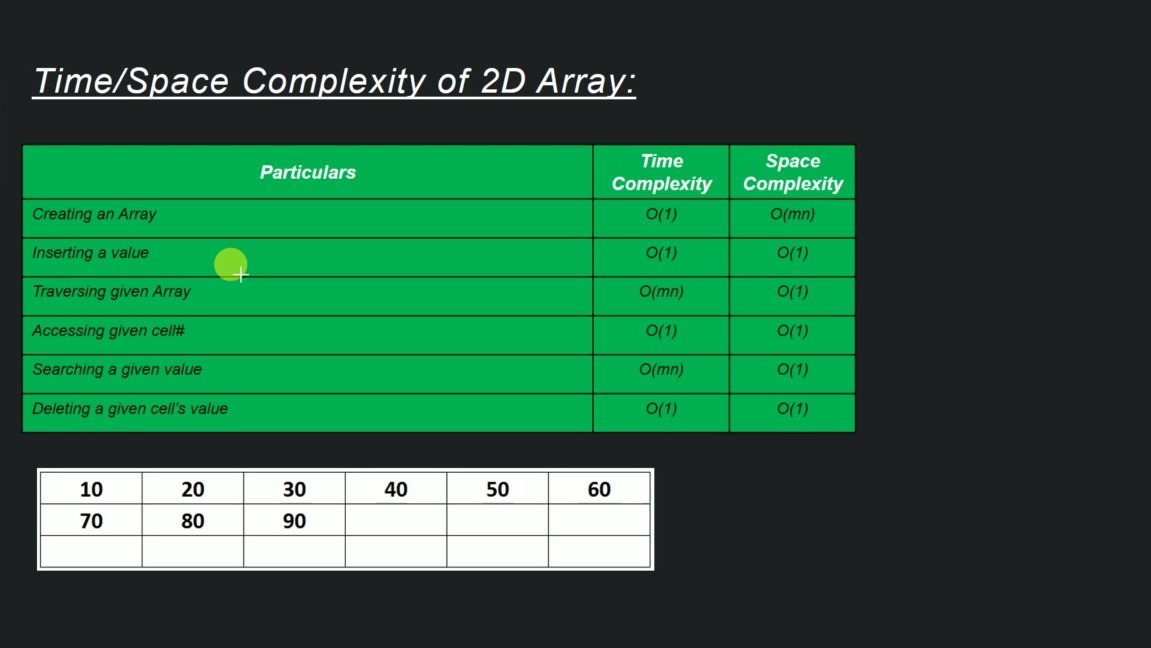 Time/Space Complexity of 2D Array:
Particulars Time Complexity Space Complexity
Creating an Array O(1) O(mn)
Inserting a value O(1) O(1)
Traversing given Array O(mn) O(1)
Accessing given cell# O(1) O(1)
Searching a given value O(mn) O(1)
Deleting a given cell's value O(1) O(1)
10 20 30 40 50 60
70 80 90